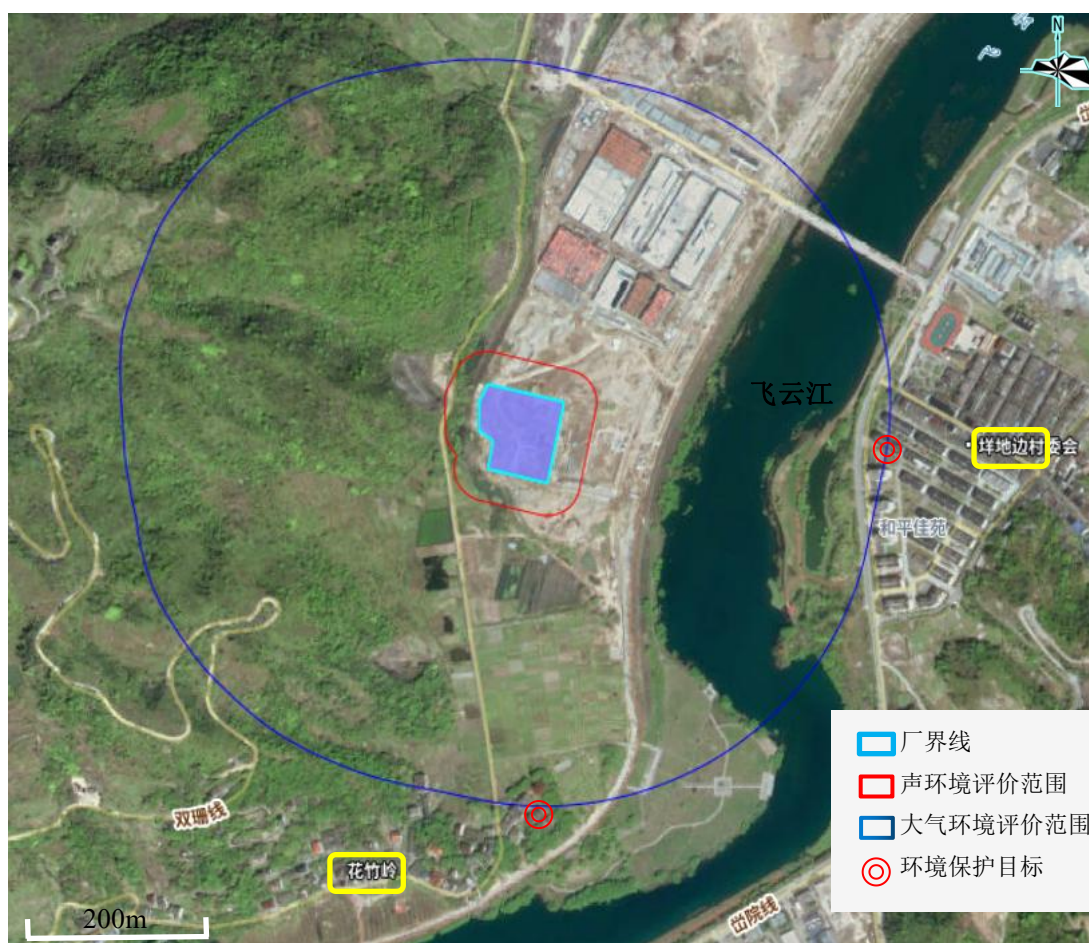 N
飞云江
垟地边村委会
和平佳苑
厂界线
声环境评价范围
大气环境评价范围
环境保护目标
双珊线
花竹岭
200m
岱院线